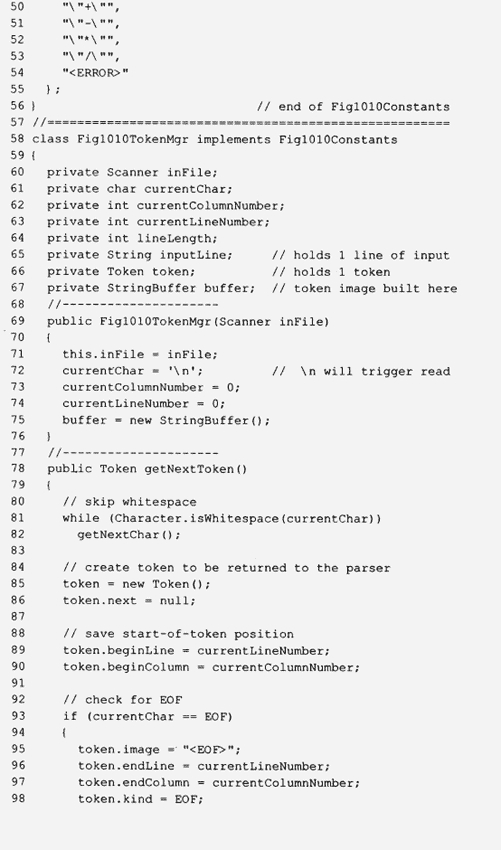 50 "\"+\"",
51 "\"-\"",
52 "\"*\"",
53 "\"/\"",
54 "<ERROR>"
55 };
56 } // end of Fig1010Constants
57 //======================================================
58 class Fig1010TokenMgr implements Fig1010Constants
59 {
60 private Scanner inFile;
61 private char currentChar;
62 private int currentColumnNumber;
63 private int currentLineNumber;
64 private int lineLength;
65 private String inputLine; // holds 1 line of input
66 private Token token; // holds 1 token
67 private StringBuffer buffer; // token image built here
68 //---------------------
69 public Fig1010TokenMgr(Scanner inFile)
70 {
71 this.inFile = inFile;
72 currentChar = '\n'; // \n will trigger read
73 currentColumnNumber = 0;
74 currentLineNumber = 0;
75 buffer = new StringBuffer();
76 }
77 //---------------------
78 public Token getNextToken()
79 {
80 // skip whitespace
81 while (Character.isWhitespace(currentChar))
82 getNextChar();
83
84 // create token to be returned to the parser
85 token = new Token();
86 token.next = null;
87
88 // save start-of-token position
89 token.beginLine = currentLineNumber;
90 token.beginColumn = currentColumnNumber;
91
92 // check for EOF
93 if (currentChar == EOF)
94 {
95 token.image = "<EOF>";
96 token.endLine = currentLineNumber;
97 token.endColumn = currentColumnNumber;
98 token.kind = EOF;